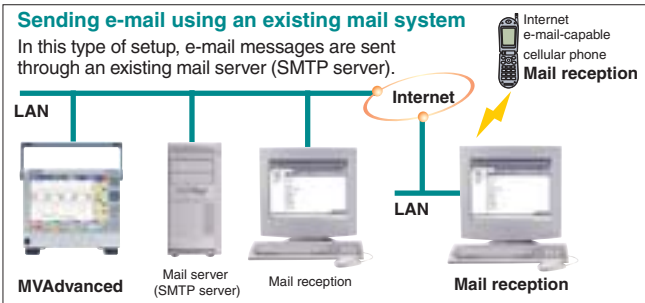 Sending e-mail using an existing mail system
In this type of setup, e-mail messages are sent
through an existing mail server (SMTP server).
Internet
e-mail-capable
cellular phone
Mail reception
LAN
Internet
LAN
MVAdvanced
Mail server
(SMTP server)
Mail reception
Mail reception